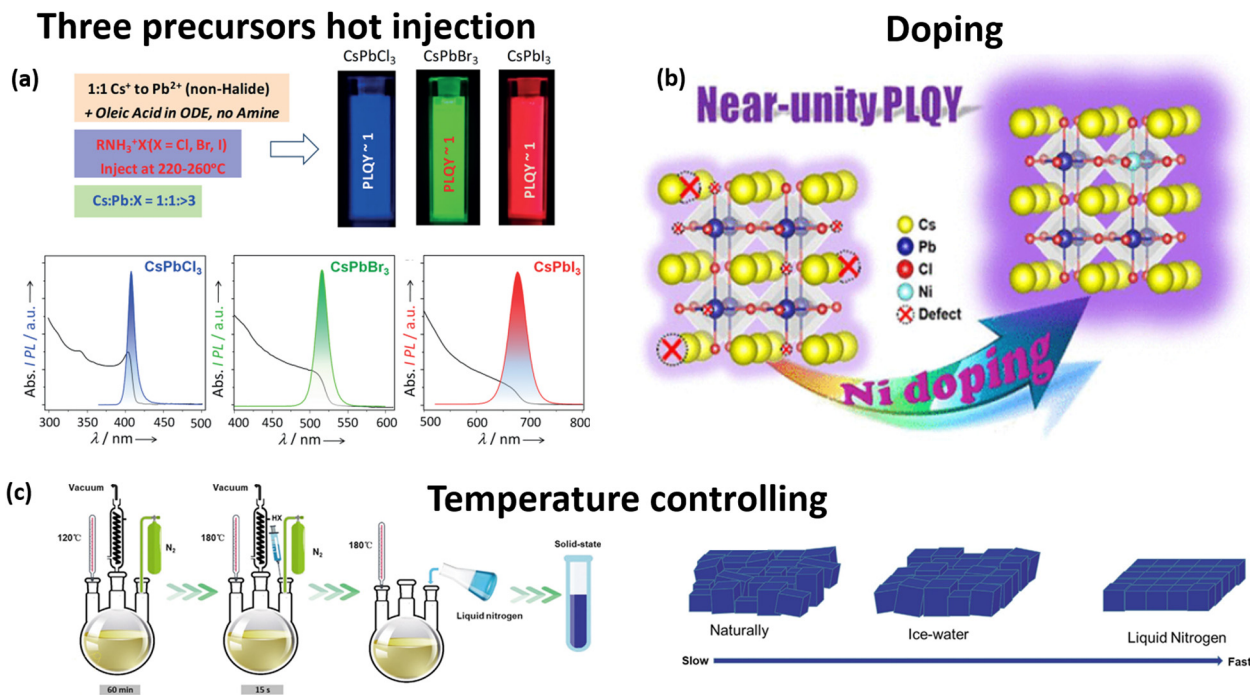 Three precursors hot injection
Doping
(a)
1:1 Cs⁺ to Pb²⁺ (non-Halide)
+ Oleic Acid in ODE, no Amine
RNH₃⁺X⁻(X = Cl, Br, I)
Inject at 220-260°C
Cs:Pb:X = 1:1:>3
CsPbCl₃
CsPbBr₃
CsPbI₃
PLQY ~ 1
PLQY ~ 1
PLQY ~ 1
CsPbCl₃
Abs. I PL / a.u. →
300 350 400 450 500
λ / nm →
CsPbBr₃
Abs. I PL / a.u. →
400 450 500 550 600
λ / nm →
CsPbI₃
Abs. I PL / a.u. →
500 600 700 800
λ / nm →
(b)
Near-unity PLQY
Cs
Pb
Cl
Ni
Defect
Ni doping
(c)
Temperature controlling
Vacuum
120℃
N₂
60 min
Vacuum
180℃
HX
N₂
15 s
180℃
Liquid nitrogen
Solid-state
Naturally
Ice-water
Liquid Nitrogen
Slow
Fast